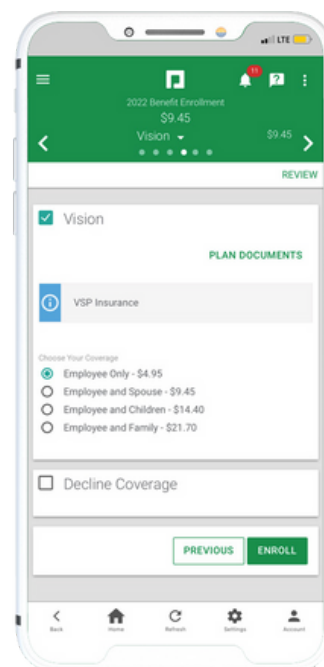 LTE
11
?
2022 Benefit Enrollment
$9.45
Vision
$9.45
REVIEW
Vision
PLAN DOCUMENTS
VSP Insurance
Choose Your Coverage
Employee Only - $4.95
Employee and Spouse - $9.45
Employee and Children - $14.40
Employee and Family - $21.70
Decline Coverage
PREVIOUS ENROLL
Back Home Refresh Settings Account